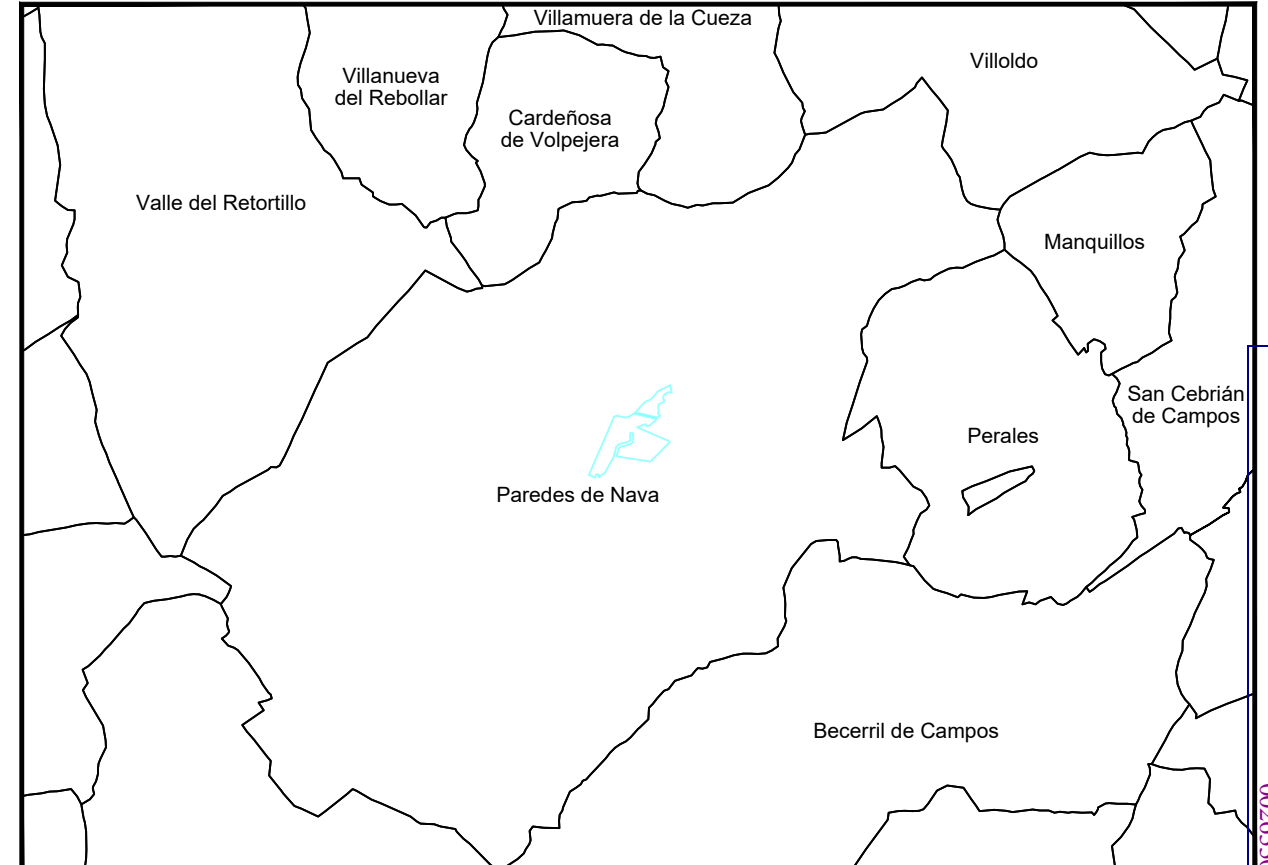 Villamuera de la Cueza
Villoldo
Villanueva
del Rebollar
Cardeñosa
de Volpejera
Valle del Retortillo
Manquillos
San Cebrián
de Campos
Perales
Paredes de Nava
Becerril de Campos